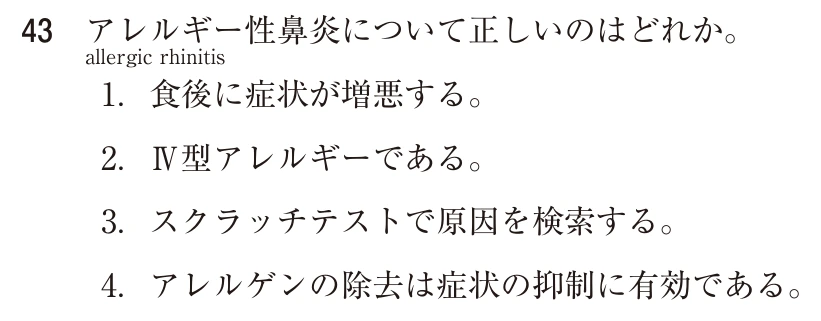 43 アレルギー性鼻炎について正しいのはどれか。
allergic rhinitis
1. 食後に症状が増悪する。
2. Ⅳ型アレルギーである。
3. スクラッチテストで原因を検索する。
4. アレルゲンの除去は症状の抑制に有効である。